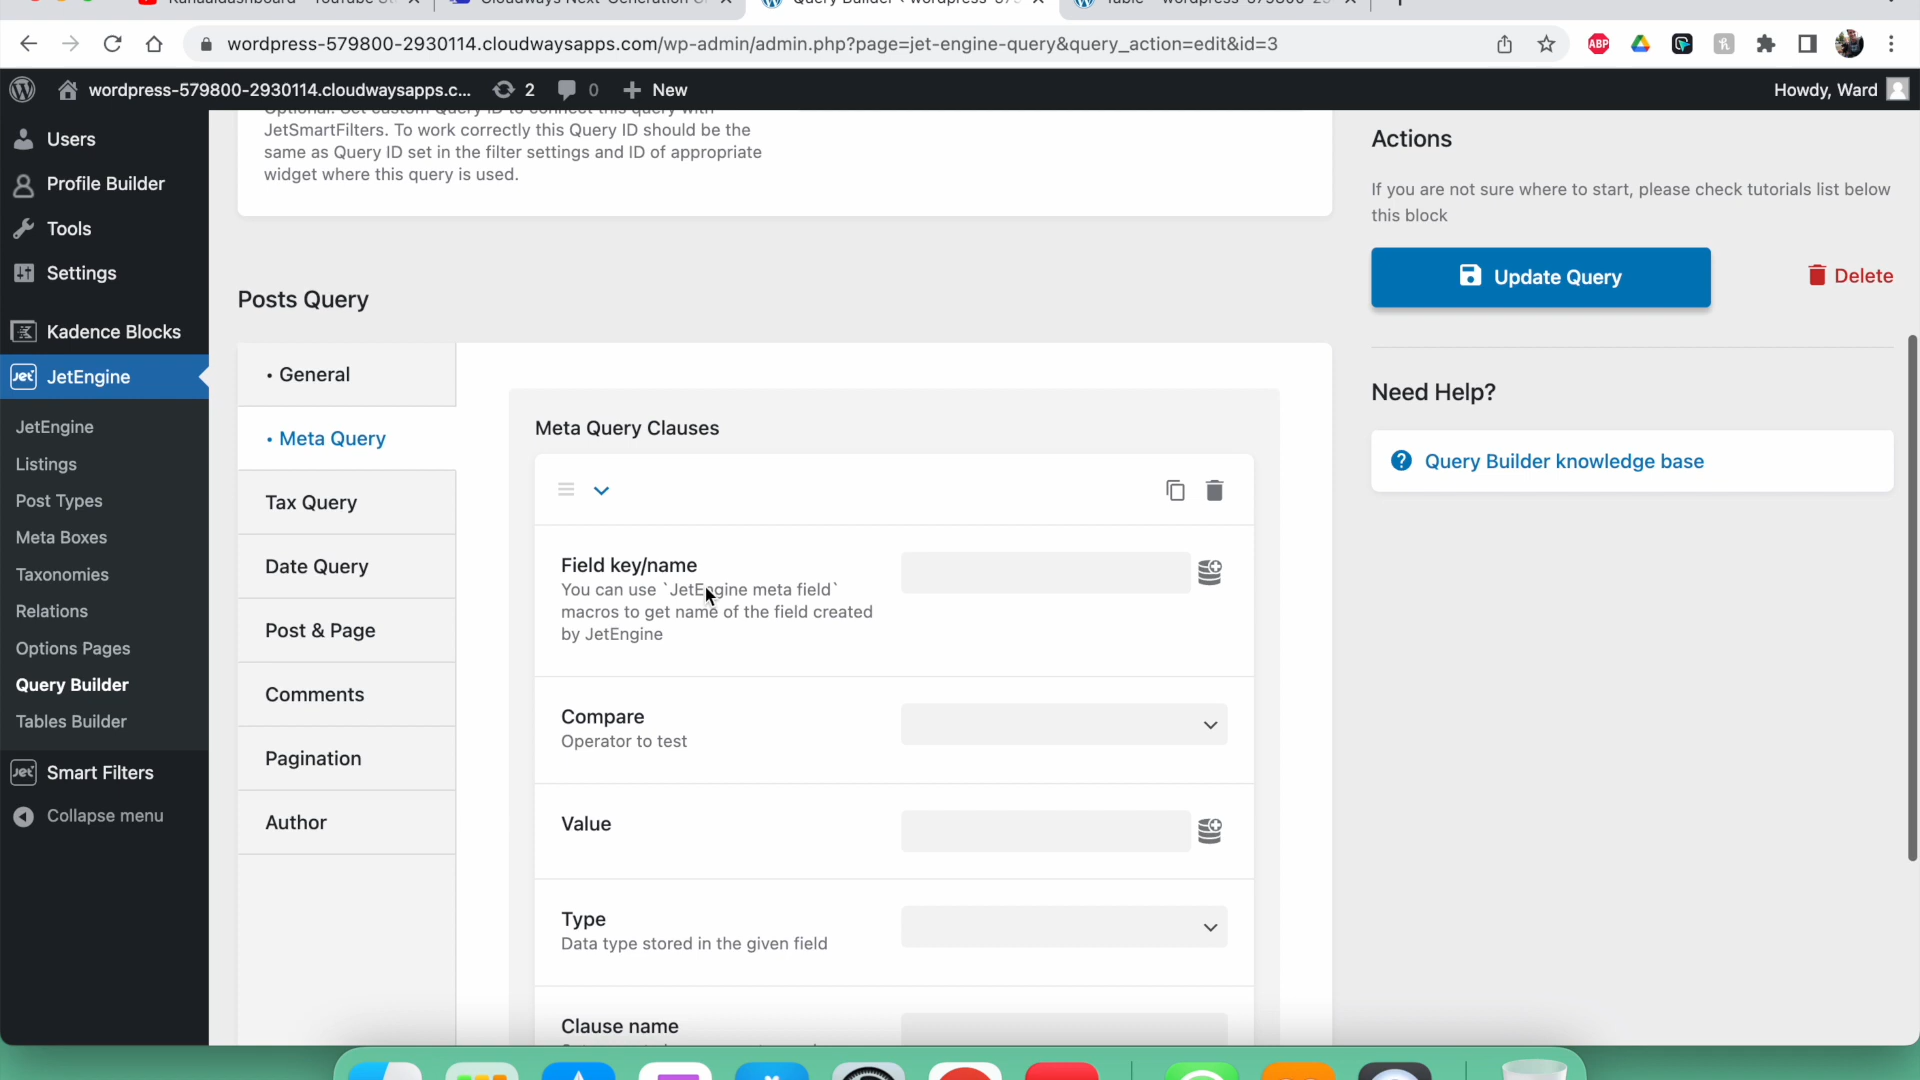 wordpress-579800-2930114.cloudwaysapps.com/wp-admin/admin.php?page=jet-engine-query&query_action=edit&id=3
ABP
wordpress-579800-2930114.cloudwaysapps.c...
2
0
New
Howdy, Ward
Users
Profile Builder
Tools
Settings
Kadence Blocks
JetEngine
JetEngine
Listings
Post Types
Meta Boxes
Taxonomies
Relations
Options Pages
Query Builder
Tables Builder
Smart Filters
Collapse menu
JetSmartFilters. To work correctly this Query ID should be the
same as Query ID set in the filter settings and ID of appropriate
widget where this query is used.
Posts Query
• General
• Meta Query
Tax Query
Date Query
Post & Page
Comments
Pagination
Author
Meta Query Clauses
Field key/name
You can use `JetEngine meta field`
macros to get name of the field created
by JetEngine
Compare
Operator to test
Value
Type
Data type stored in the given field
Clause name
Actions
If you are not sure where to start, please check tutorials list below
this block
Update Query
Delete
Need Help?
Query Builder knowledge base